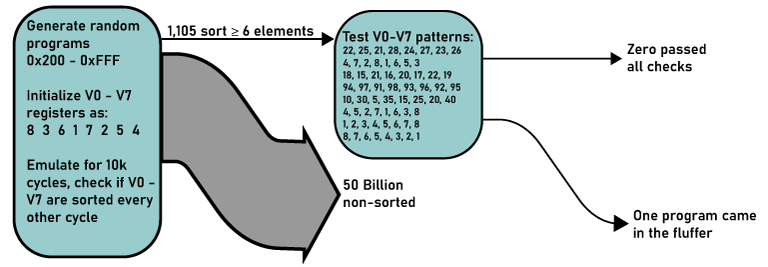 Generate random
programs
0x200 - 0xFFF
Initialize V0 - V7
registers as:
8 3 6 1 7 2 5 4
Emulate for 10k
cycles, check if V0 -
V7 are sorted every
other cycle
1,105 sort ≥ 6 elements
50 Billion
non-sorted
Test V0-V7 patterns:
22, 25, 21, 28, 24, 27, 23, 26
4, 7, 2, 8, 1, 6, 5, 3
18, 15, 21, 16, 20, 17, 22, 19
94, 97, 91, 98, 93, 96, 92, 95
10, 30, 5, 35, 15, 25, 20, 40
4, 5, 2, 7, 1, 6, 3, 8
1, 2, 3, 4, 5, 6, 7, 8
8, 7, 6, 5, 4, 3, 2, 1
Zero passed
all checks
One program came
in the fluffer